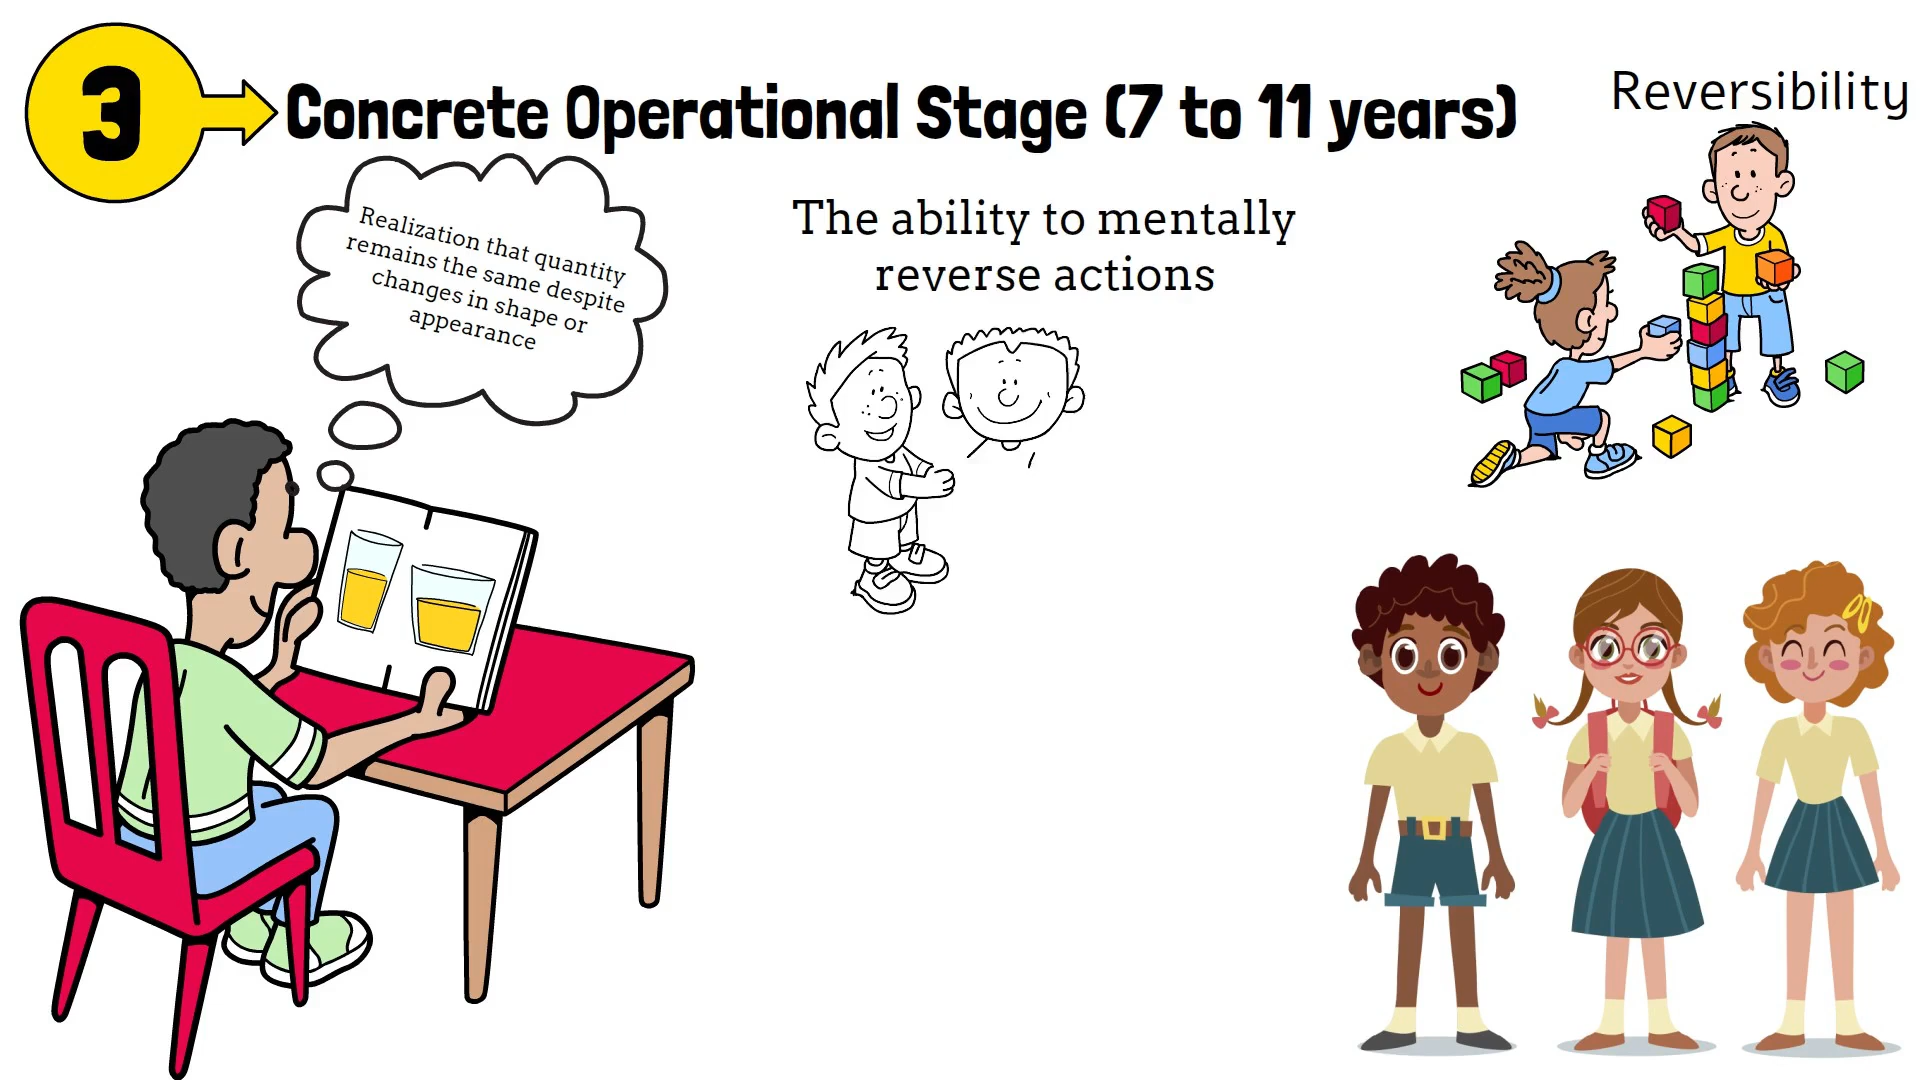 3
Concrete Operational Stage (7 to 11 years)
Reversibility
Realization that quantity
remains the same despite
changes in shape or
appearance
The ability to mentally
reverse actions